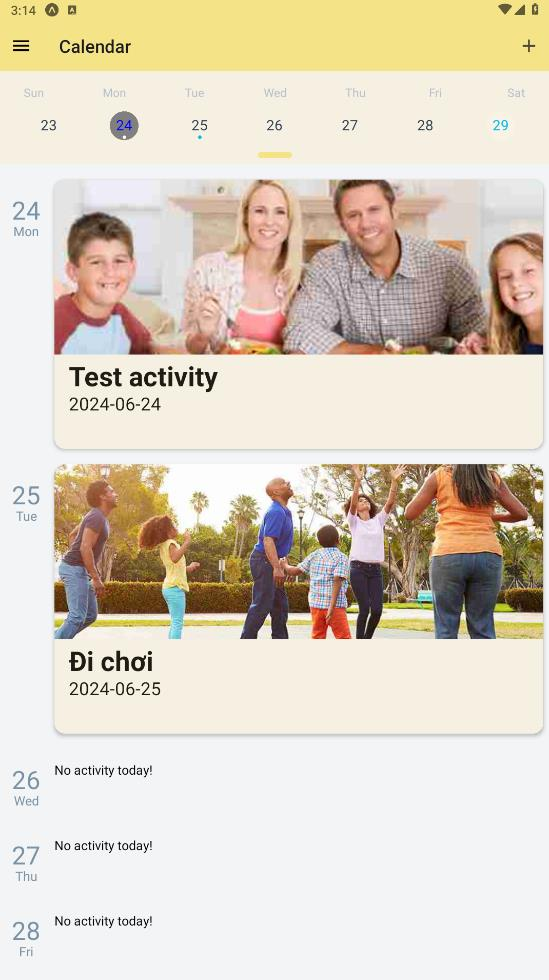 3:14
Calendar
Sun Mon Tue Wed Thu Fri Sat
23 24 25 26 27 28 29
24
Mon
Test activity
2024-06-24
25
Tue
Đi chơi
2024-06-25
26
Wed
No activity today!
27
Thu
No activity today!
28
Fri
No activity today!